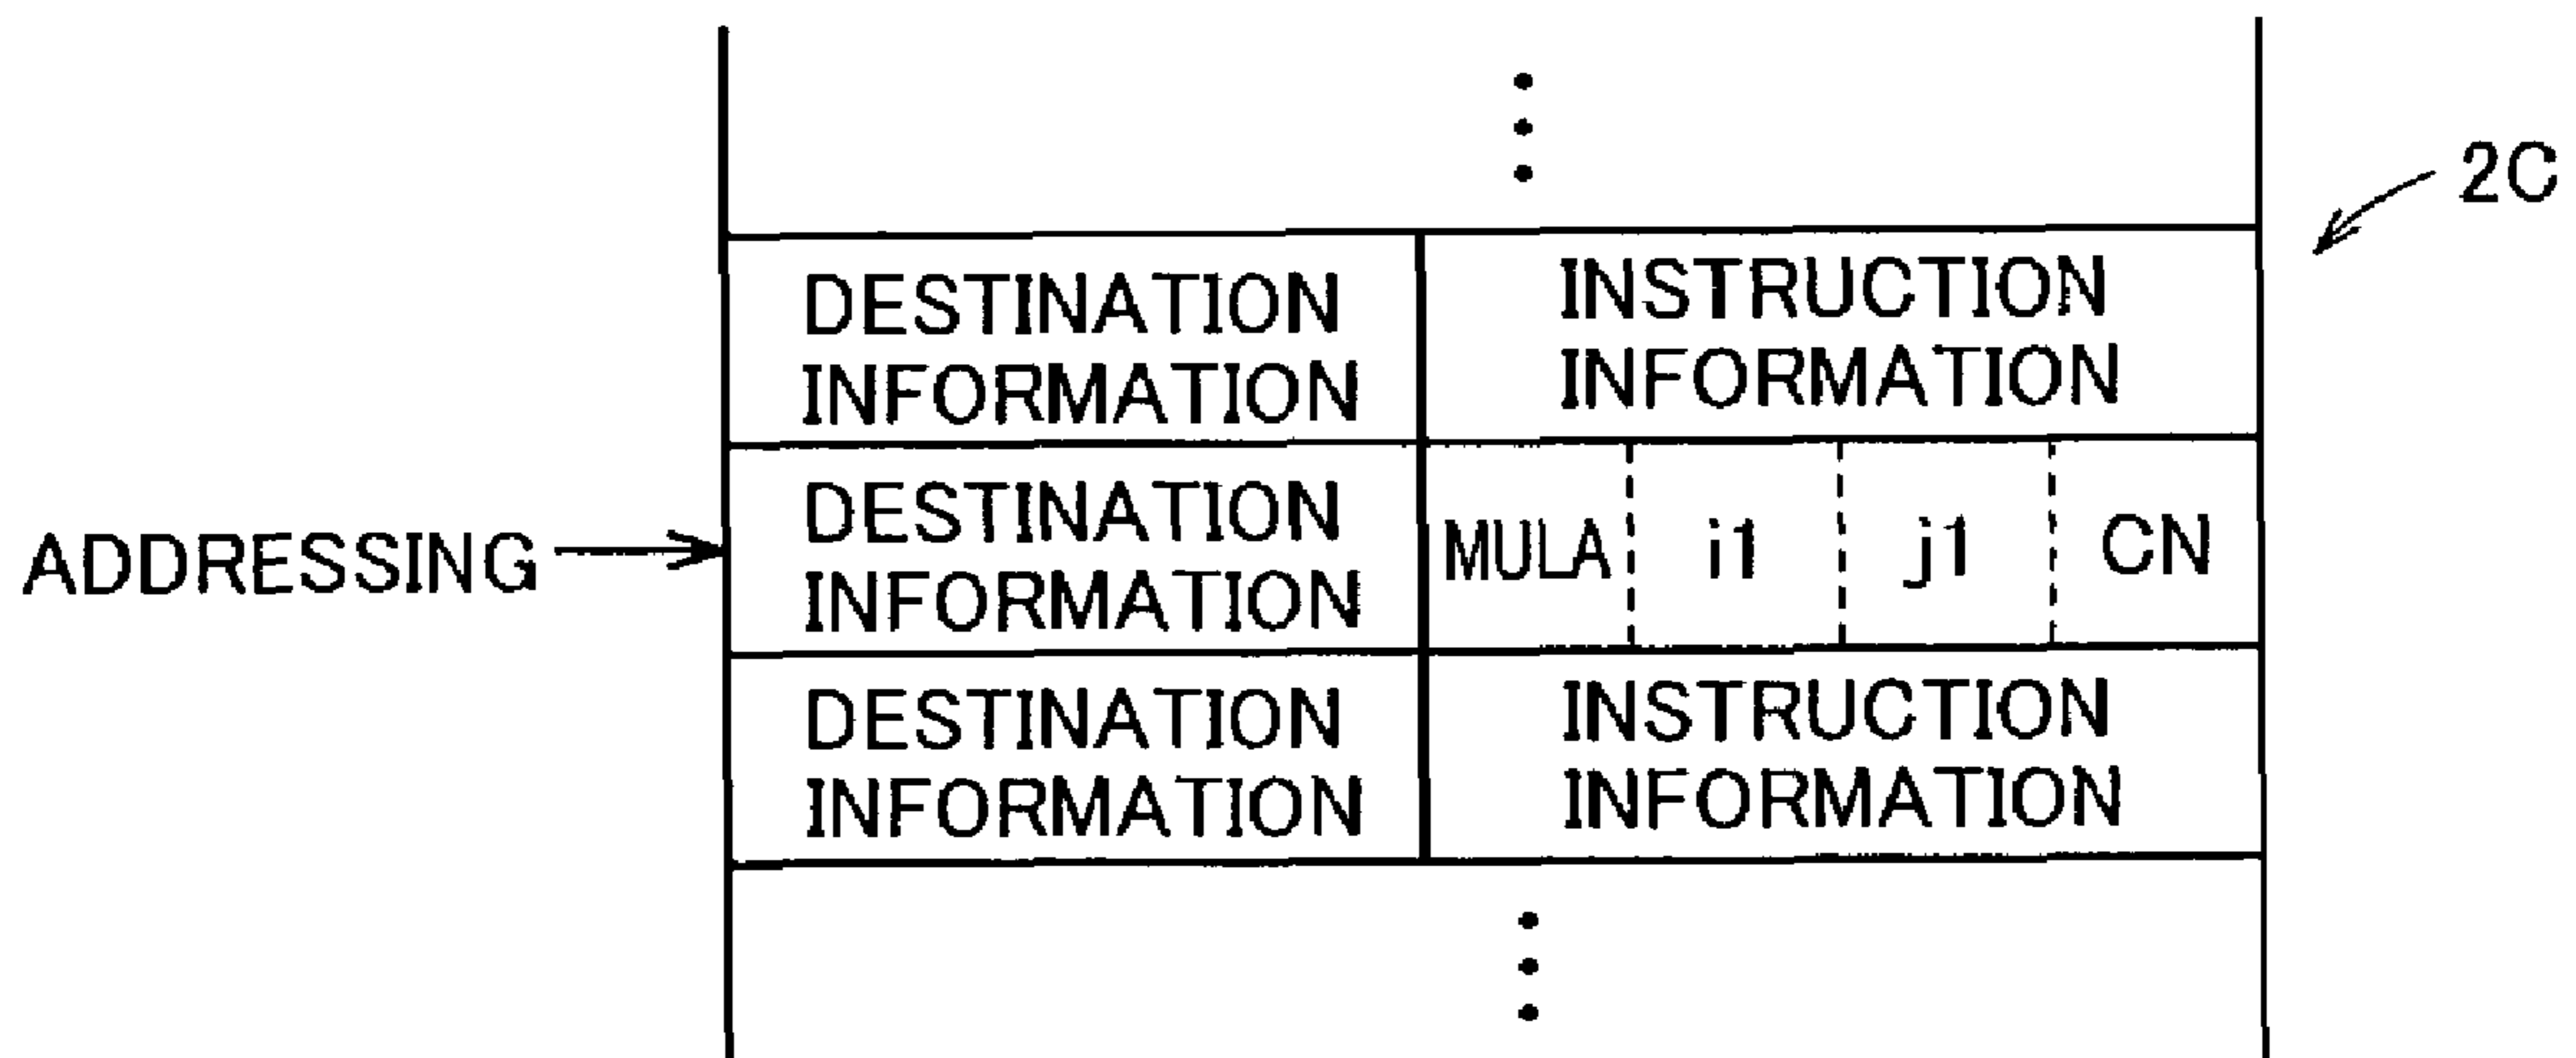 2C
DESTINATION
INFORMATION
INSTRUCTION
INFORMATION
ADDRESSING
DESTINATION
INFORMATION
MULA i1 j1 CN
DESTINATION
INFORMATION
INSTRUCTION
INFORMATION